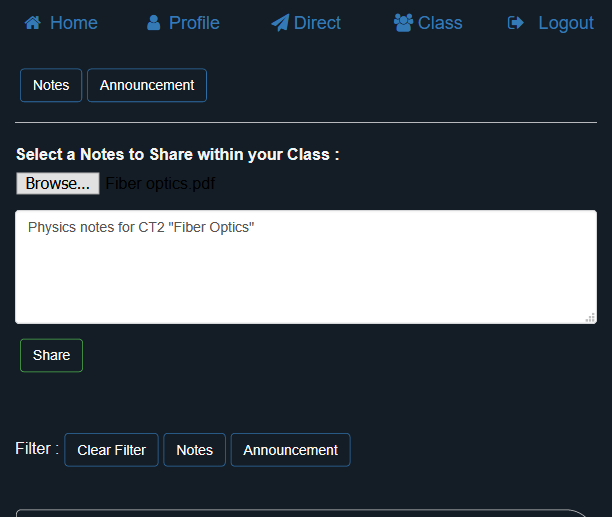 Home Profile Direct Class Logout
Notes Announcement
Select a Notes to Share within your Class :
Browse... Fiber optics.pdf
Physics notes for CT2 "Fiber Optics"
Share
Filter : Clear Filter Notes Announcement